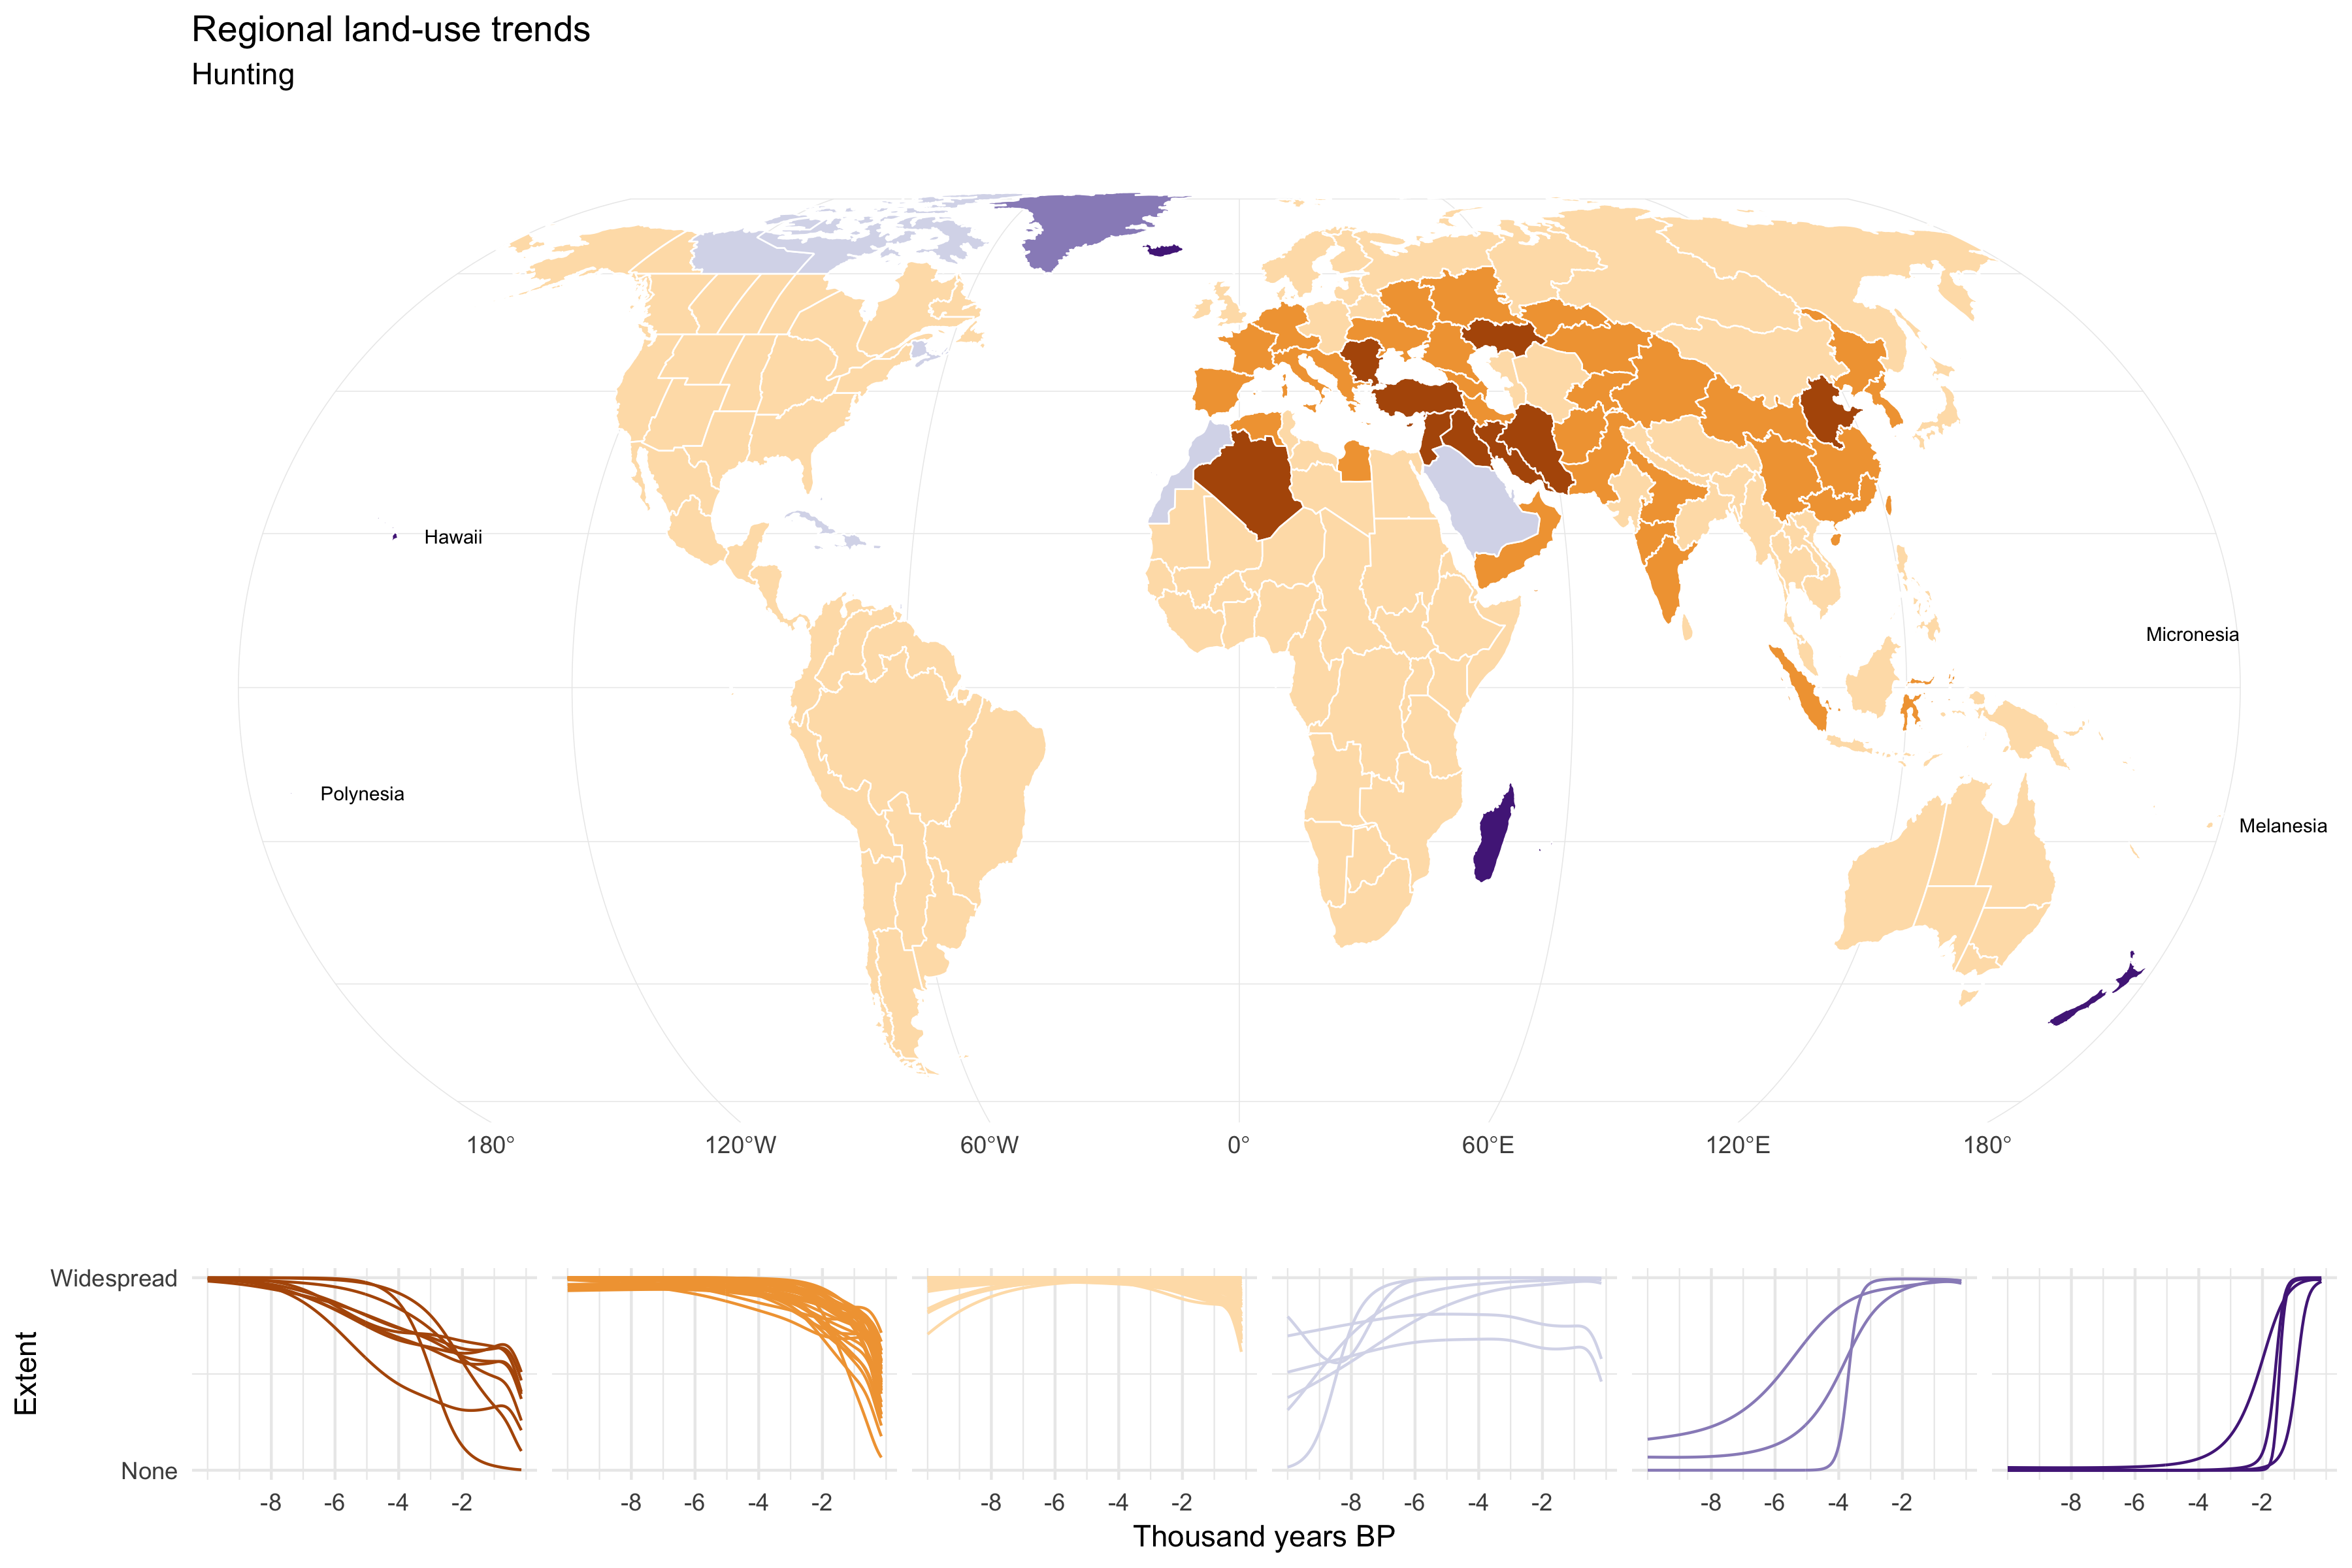 Regional land-use trends
Hunting
Hawaii
Micronesia
Polynesia
Melanesia
180° 120°W 60°W 0° 60°E 120°E 180°
Widespread
Extent
None
-8 -6 -4 -2 -8 -6 -4 -2 -8 -6 -4 -2 -8 -6 -4 -2 -8 -6 -4 -2 -8 -6 -4 -2
Thousand years BP